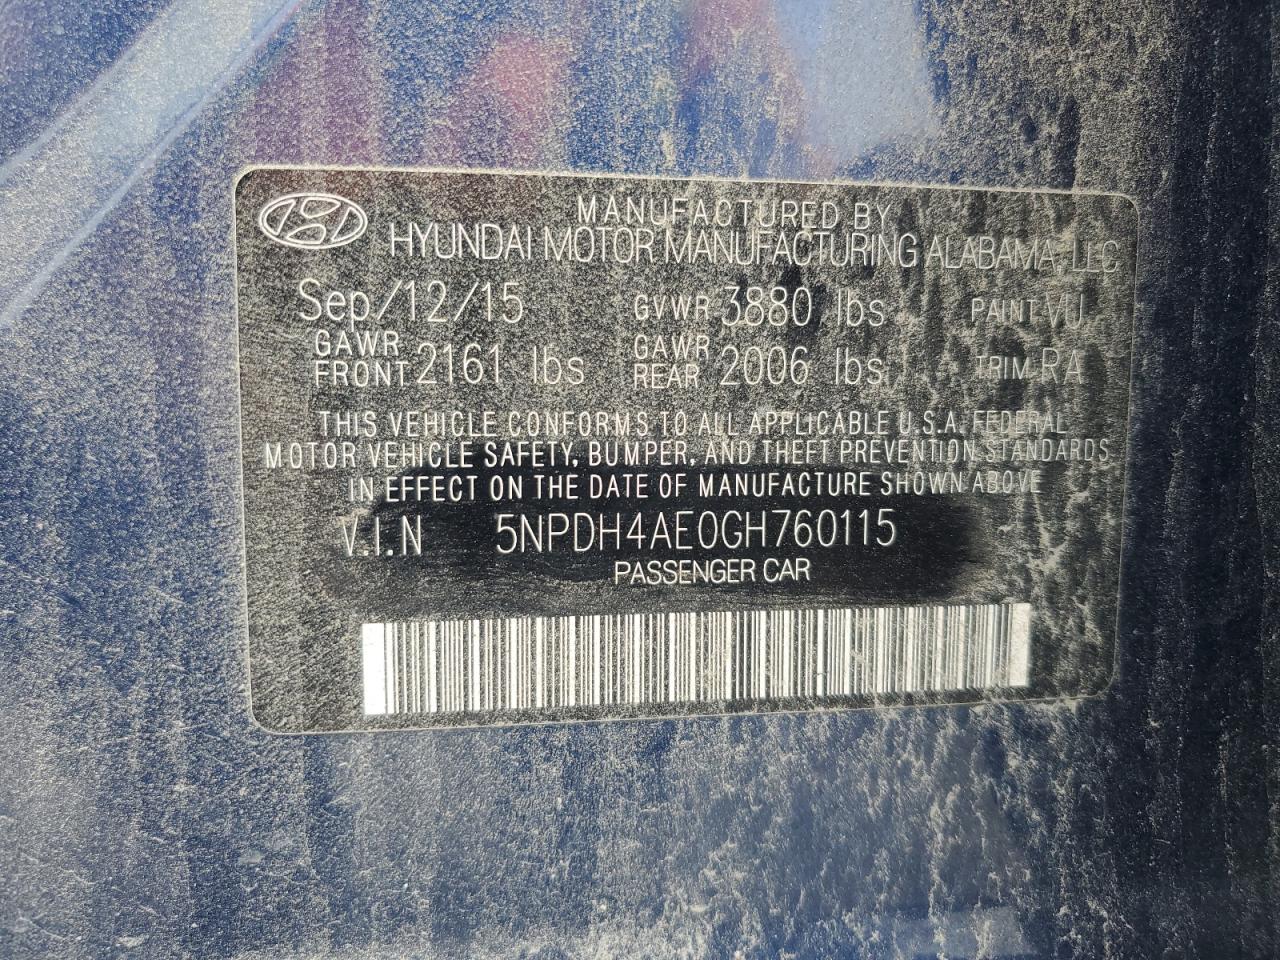 MANUFACTURED BY
HYUNDAI MOTOR MANUFACTURING ALABAMA, LLC
Sep/12/15 GVWR 3880 lbs PAINT VU
GAWR FRONT 2161 lbs GAWR REAR 2006 lbs TRIM RA
THIS VEHICLE CONFORMS TO ALL APPLICABLE U.S.A. FEDERAL
MOTOR VEHICLE SAFETY, BUMPER, AND THEFT PREVENTION STANDARDS
IN EFFECT ON THE DATE OF MANUFACTURE SHOWN ABOVE
V.I.N 5NPDH4AE0GH760115
PASSENGER CAR